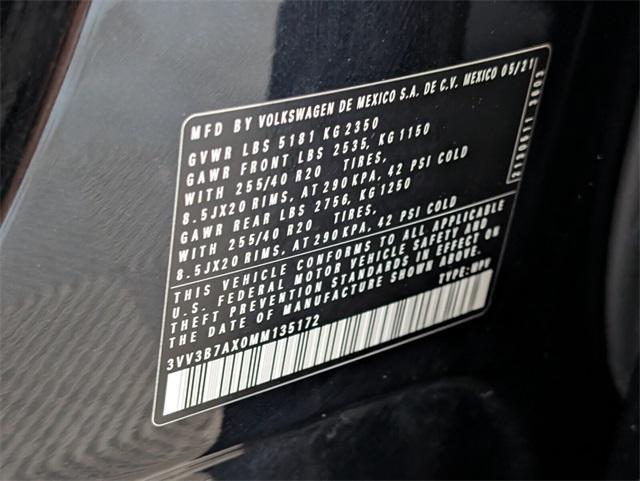 MFD BY VOLKSWAGEN DE MEXICO S.A. DE C.V. MEXICO 05/21
GVWR LBS 5181 KG 2350
GAWR FRONT LBS 2535, KG 1150
WITH 255/40 R20 TIRES,
8.5JX20 RIMS, AT 290 KPA, 42 PSI COLD
GAWR REAR LBS 2756, KG 1250
WITH 255/40 R20 TIRES,
8.5JX20 RIMS, AT 290 KPA, 42 PSI COLD
THIS VEHICLE CONFORMS TO ALL APPLICABLE
U.S. FEDERAL MOTOR VEHICLE SAFETY AND
THEFT PREVENTION STANDARDS IN EFFECT ON
THE DATE OF MANUFACTURE SHOWN ABOVE.
TYPE: MPV
3VV3B7AX0MM135172